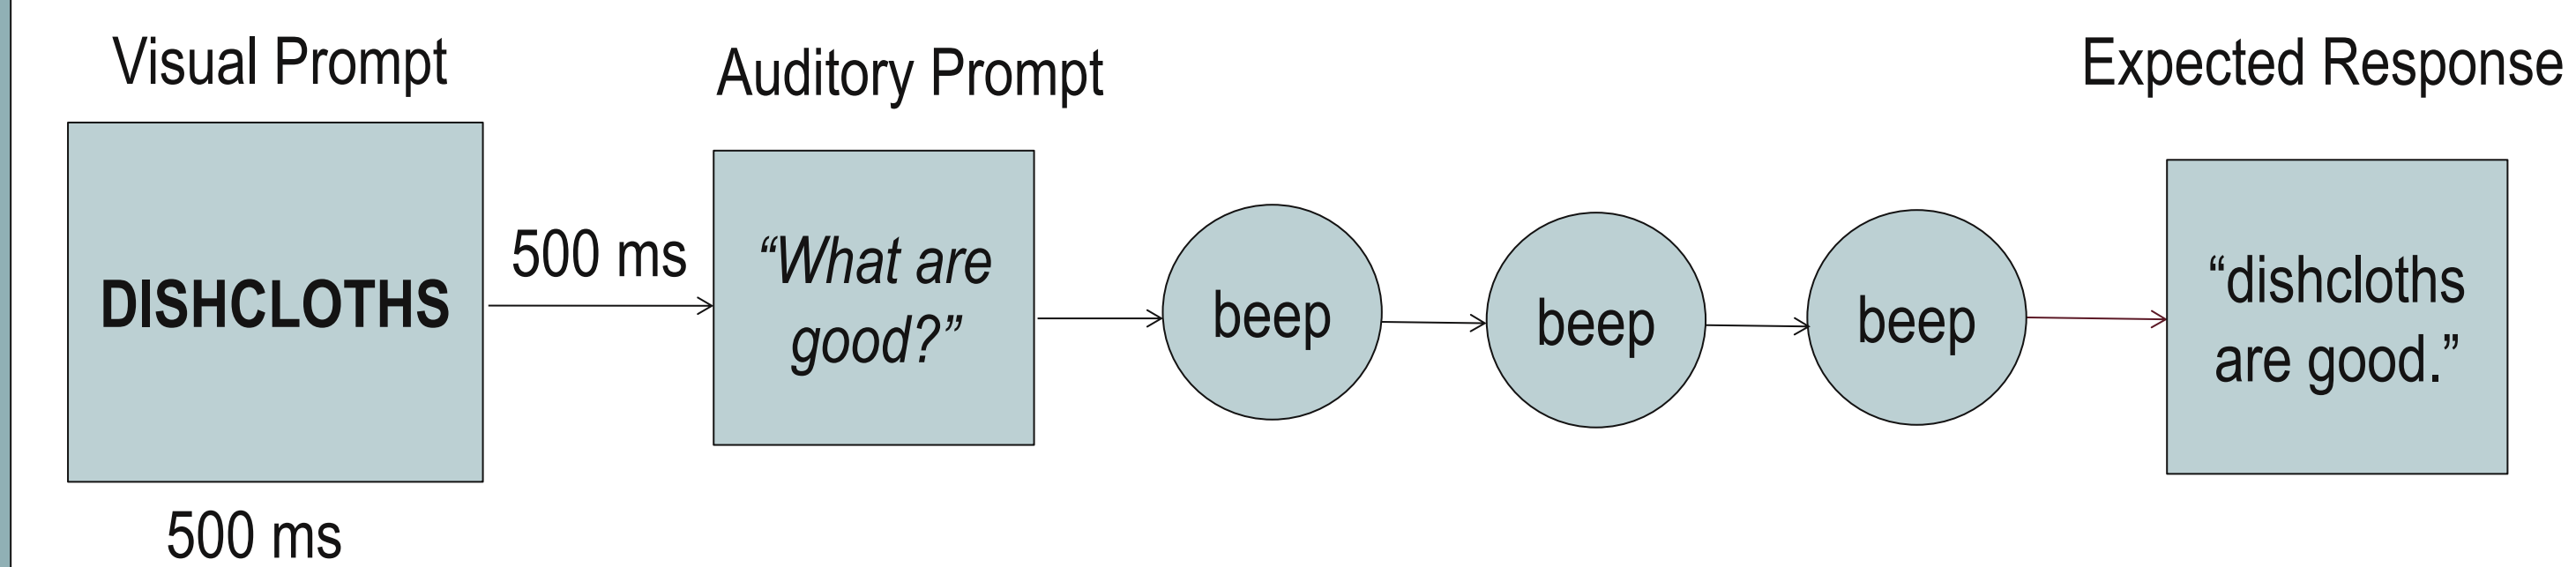 Visual Prompt
Auditory Prompt
Expected Response
DISHCLOTHS
500 ms
“What are
good?”
beep
beep
beep
“dishcloths
are good.”
500 ms